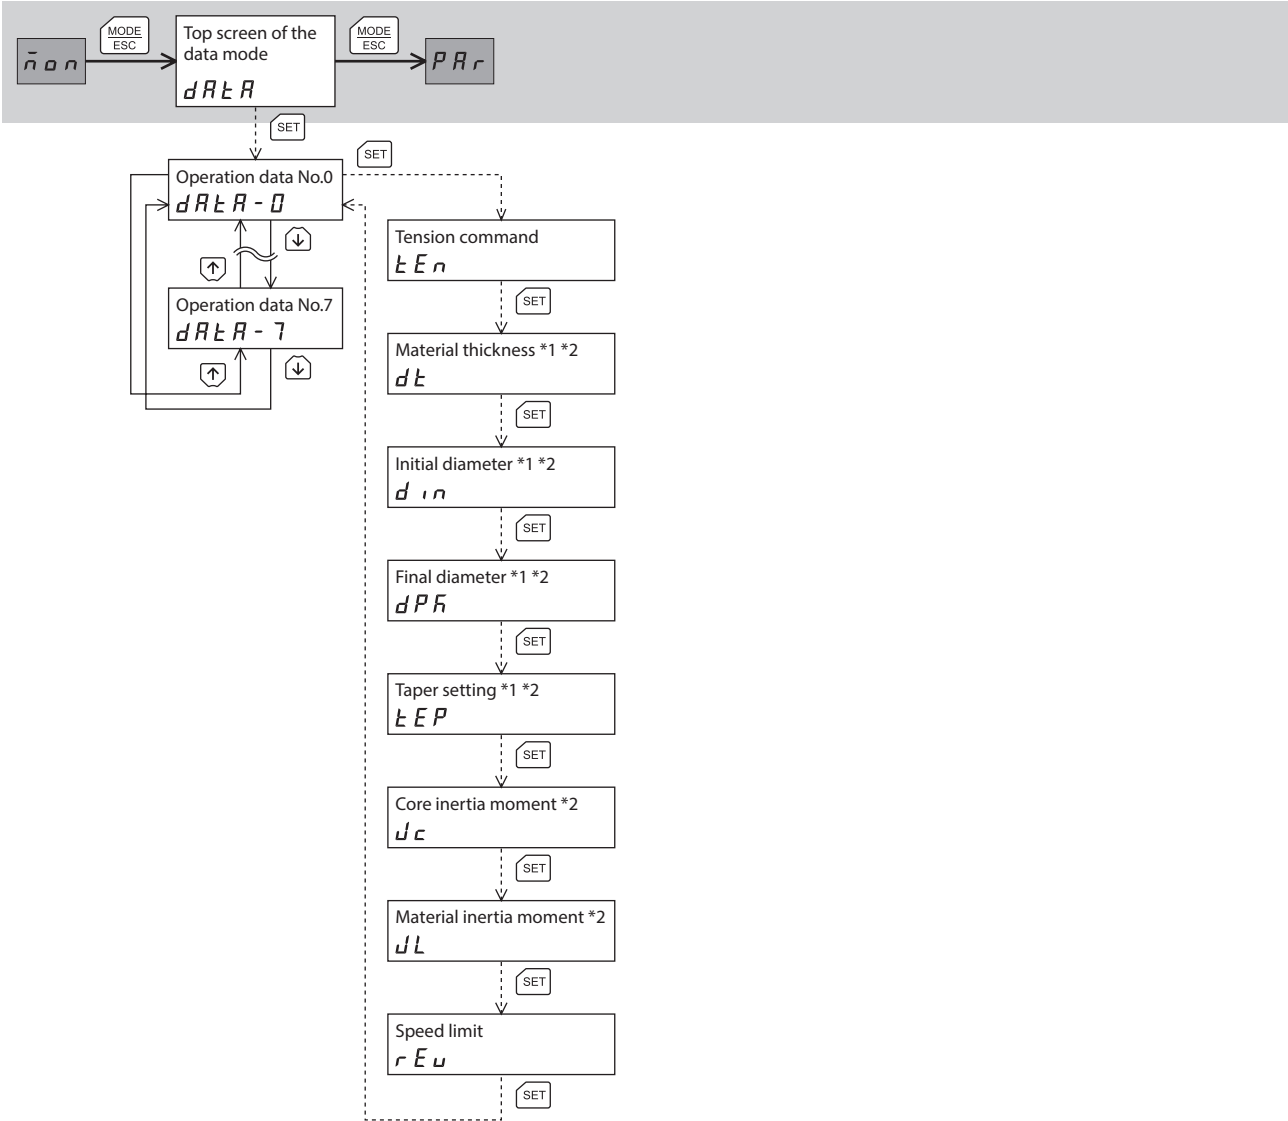 MODE
ESC
MODE
ESC
Top screen of the
data mode
mon
dAtA
PAr
SET
SET
Operation data No.0
dAtA-0
Tension command
tEn
SET
Operation data No.7
dAtA-7
Material thickness *1 *2
dt
SET
Initial diameter *1 *2
din
SET
Final diameter *1 *2
SET
Taper setting *1 *2
tEP
SET
Core inertia moment *2
Jc
SET
Material inertia moment *2
JL
SET
Speed limit
rEv
SET